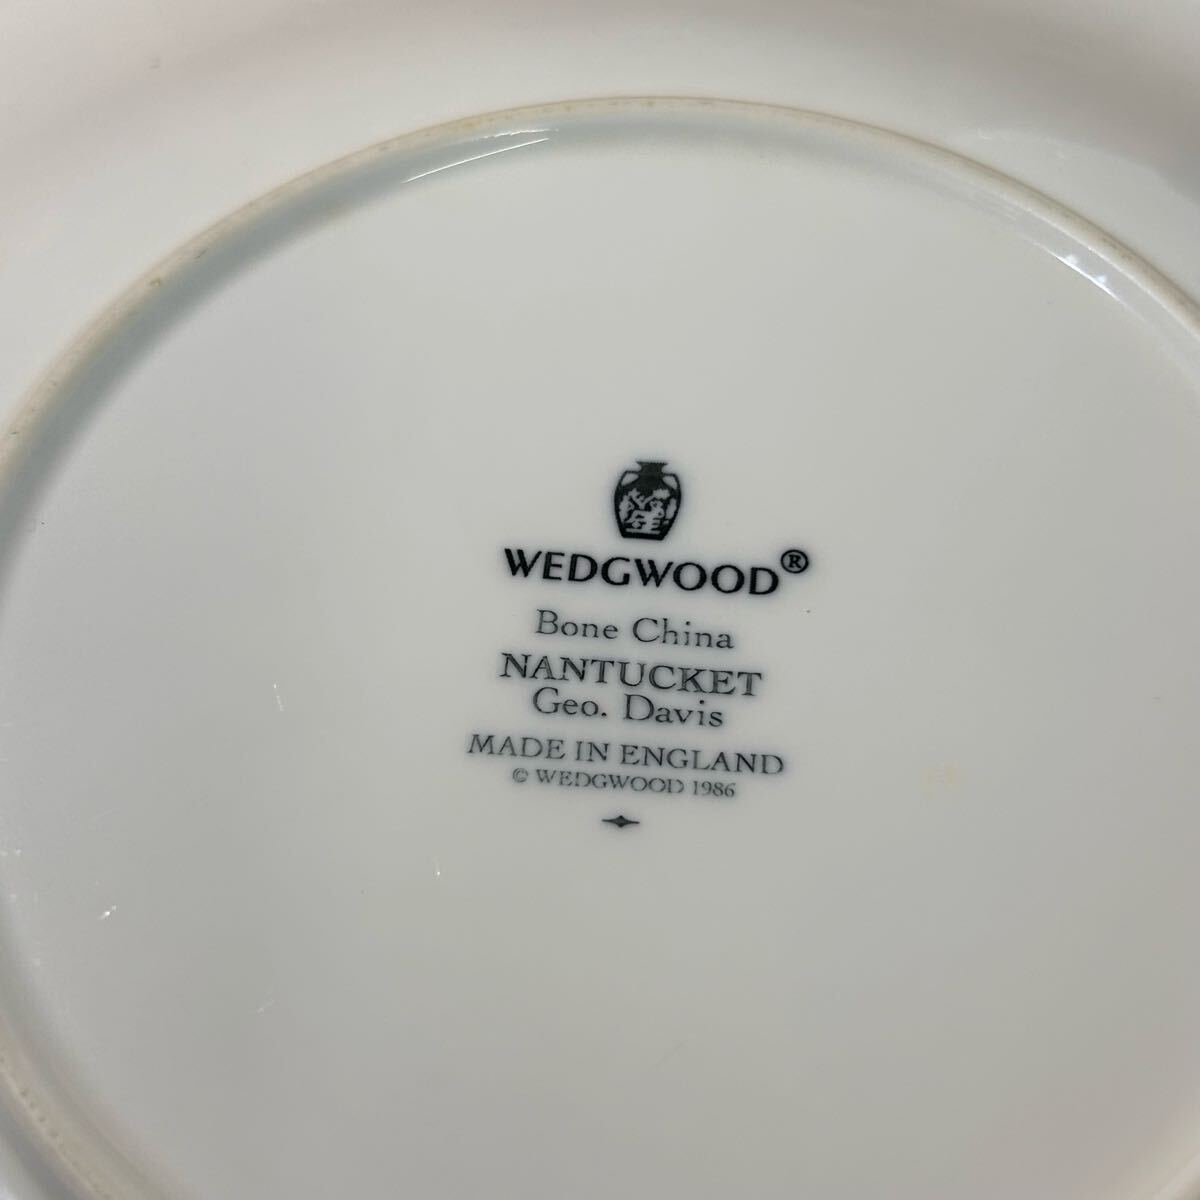 WEDGWOOD®
Bone China
NANTUCKET
Geo. Davis
MADE IN ENGLAND
© WEDGWOOD 1986